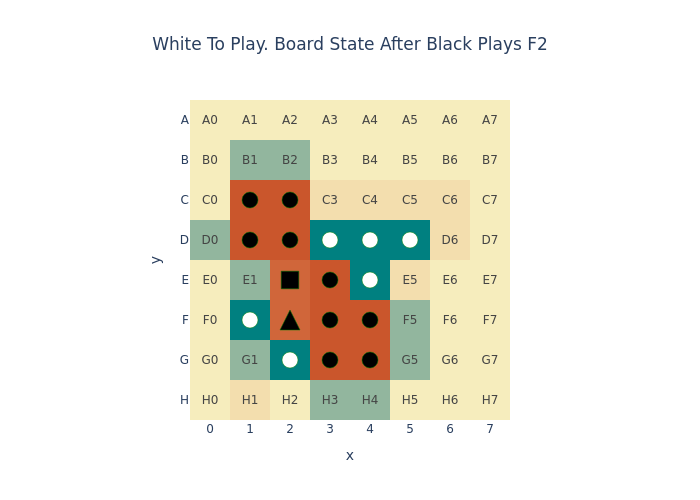 White To Play. Board State After Black Plays F2
A A0 A1 A2 A3 A4 A5 A6 A7
B B0 B1 B2 B3 B4 B5 B6 B7
C C0 C3 C4 C5 C6 C7
D D0 D6 D7
E E0 E1 E5 E6 E7
F F0 F5 F6 F7
G G0 G1 G5 G6 G7
H H0 H1 H2 H3 H4 H5 H6 H7
0 1 2 3 4 5 6 7
x
y